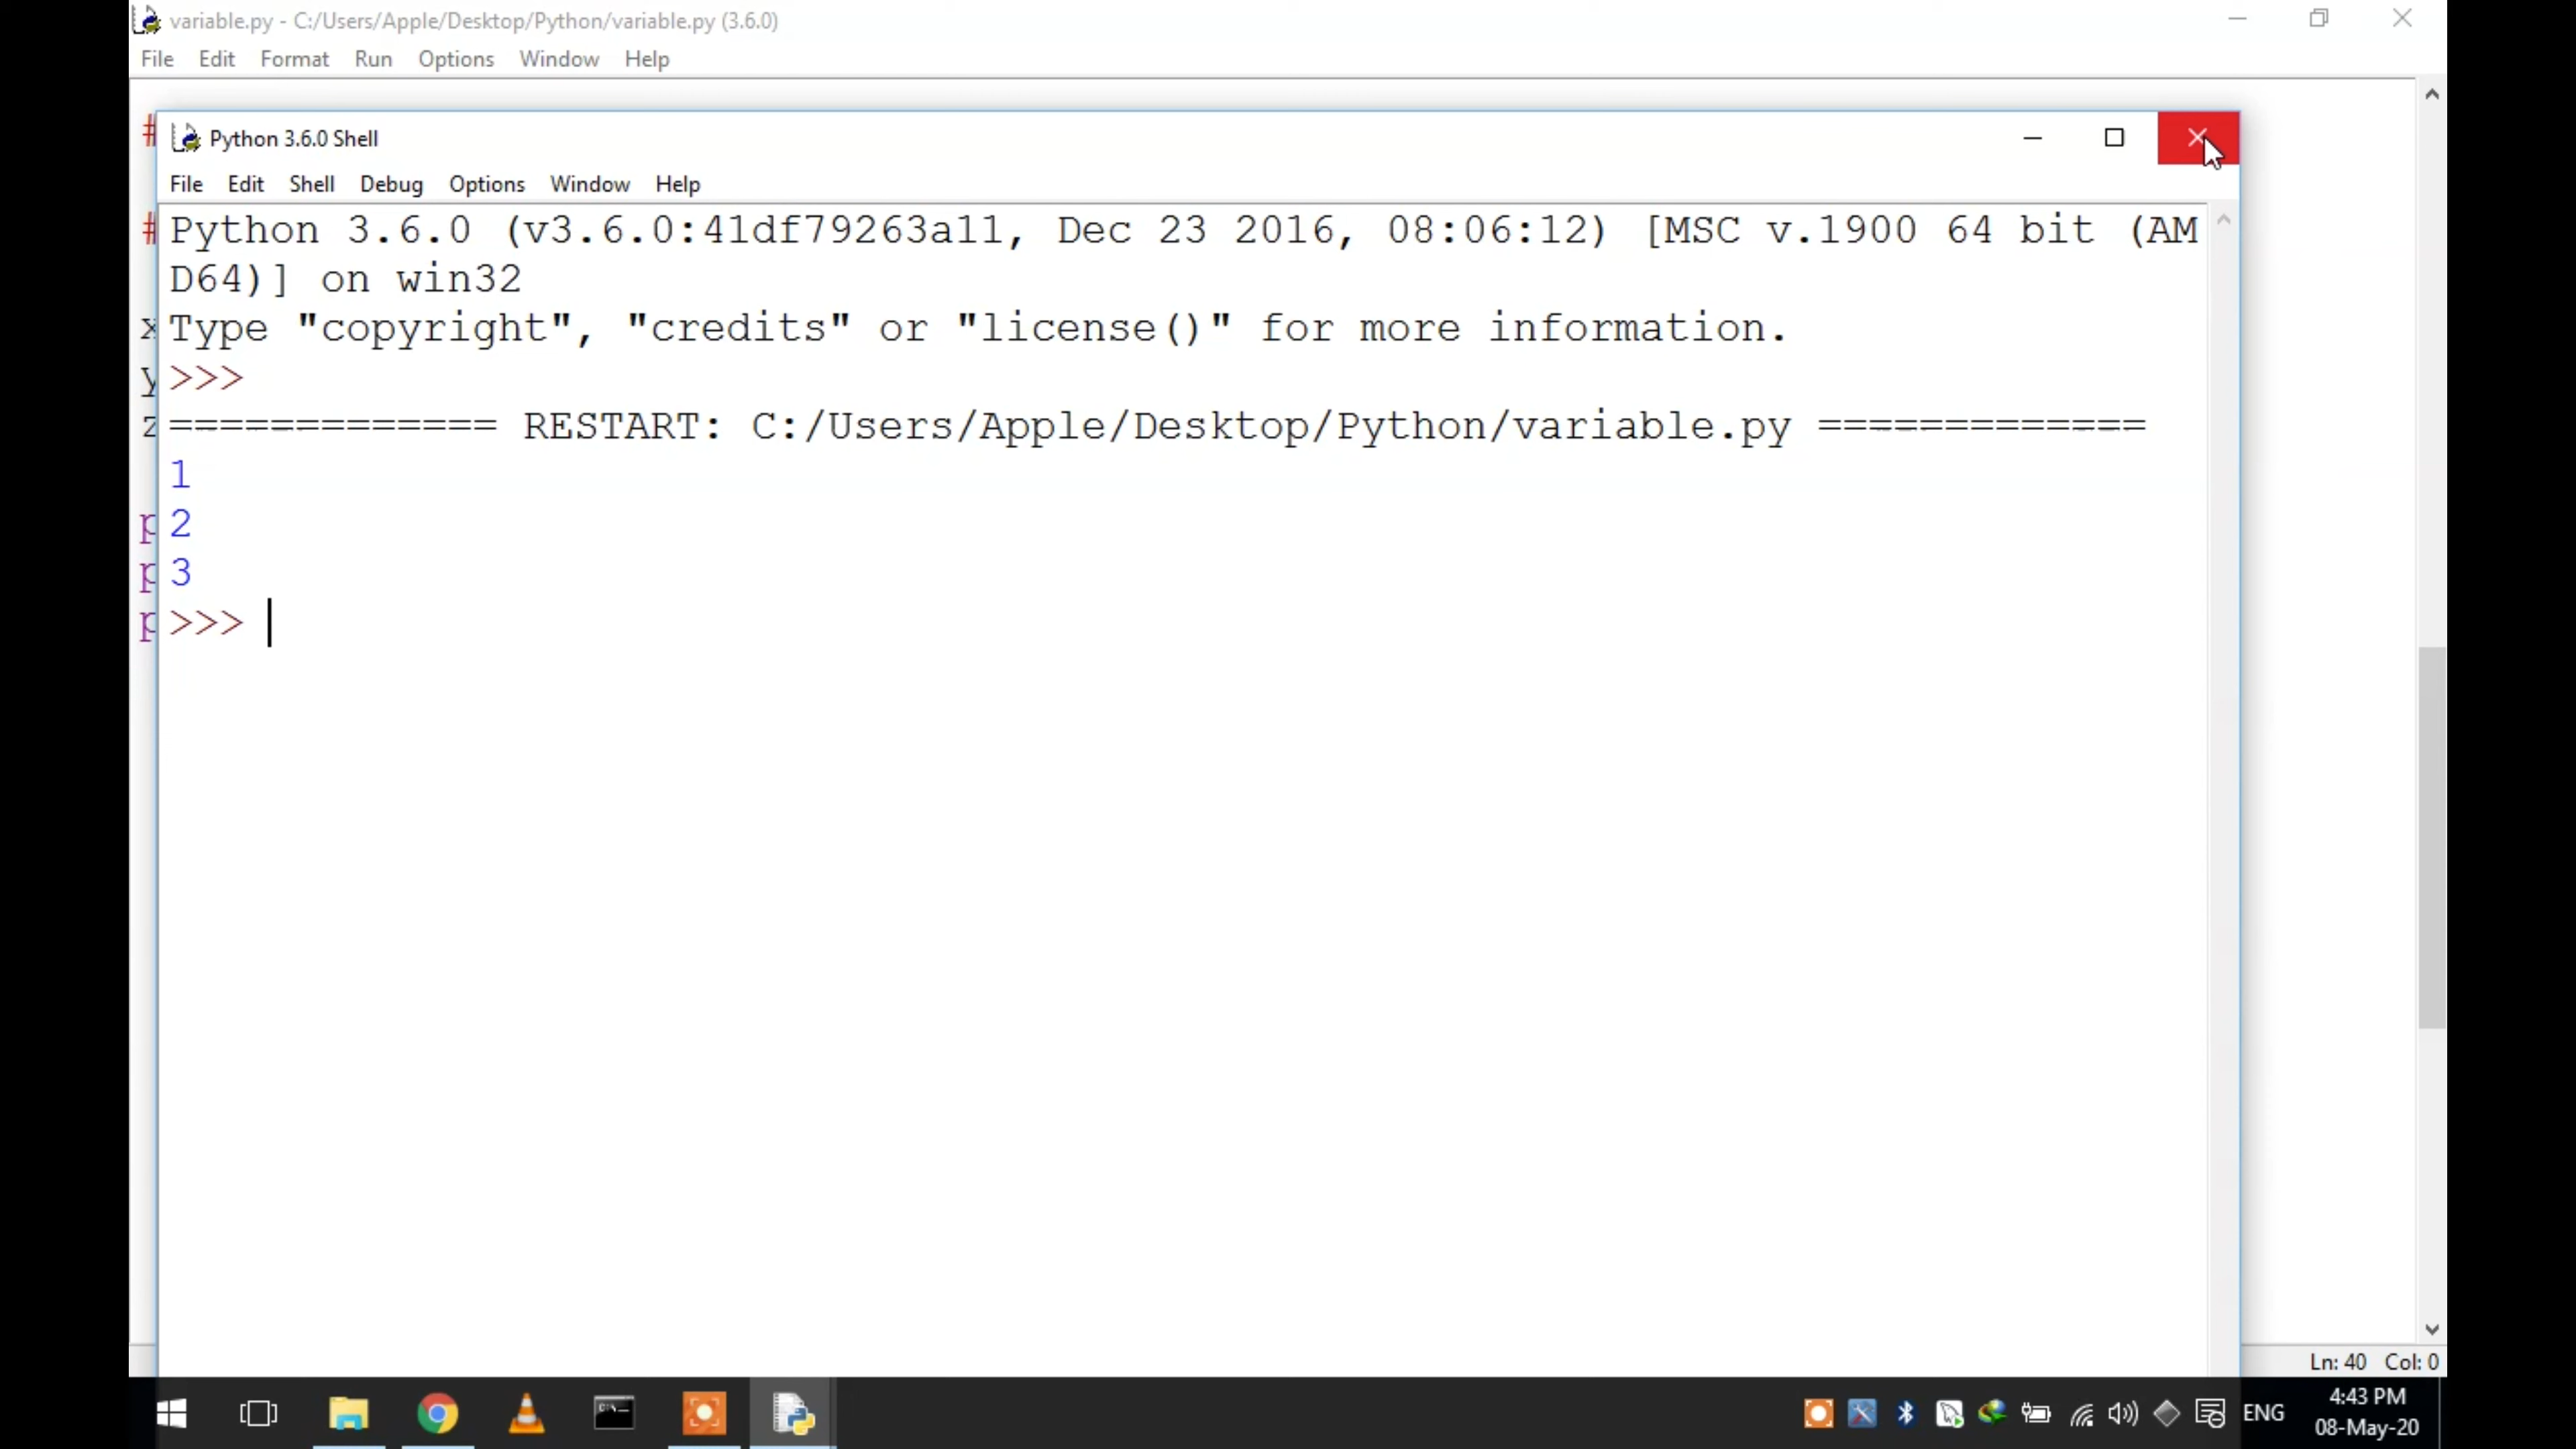 variable.py - C:/Users/Apple/Desktop/Python/variable.py (3.6.0)
File Edit Format Run Options Window Help
#
Python 3.6.0 Shell
File Edit Shell Debug Options Window Help
# Python 3.6.0 (v3.6.0:41df79263a11, Dec 23 2016, 08:06:12) [MSC v.1900 64 bit (AM
D64)] on win32
x Type "copyright", "credits" or "license()" for more information.
y >>>
z ============= RESTART: C:/Users/Apple/Desktop/Python/variable.py =============
1
p 2
p 3
p >>>
Ln: 40 Col: 0
ENG
4:43 PM
08-May-20